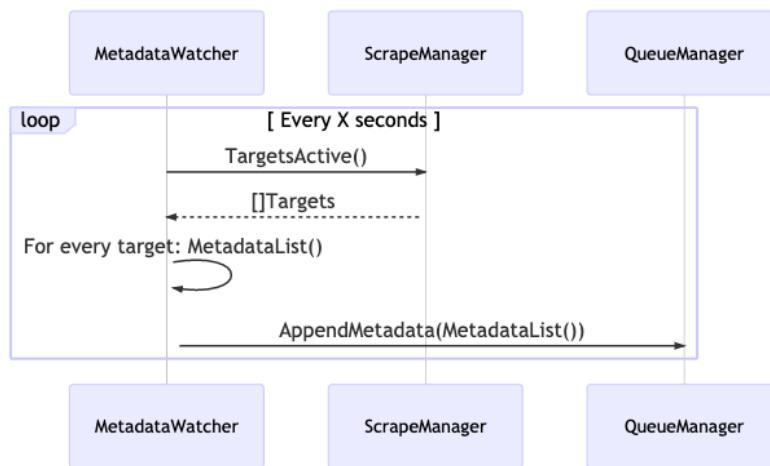 MetadataWatcher
ScrapeManager
QueueManager
loop
[ Every X seconds ]
TargetsActive()
[]Targets
For every target: MetadataList()
AppendMetadata(MetadataList())
MetadataWatcher
ScrapeManager
QueueManager